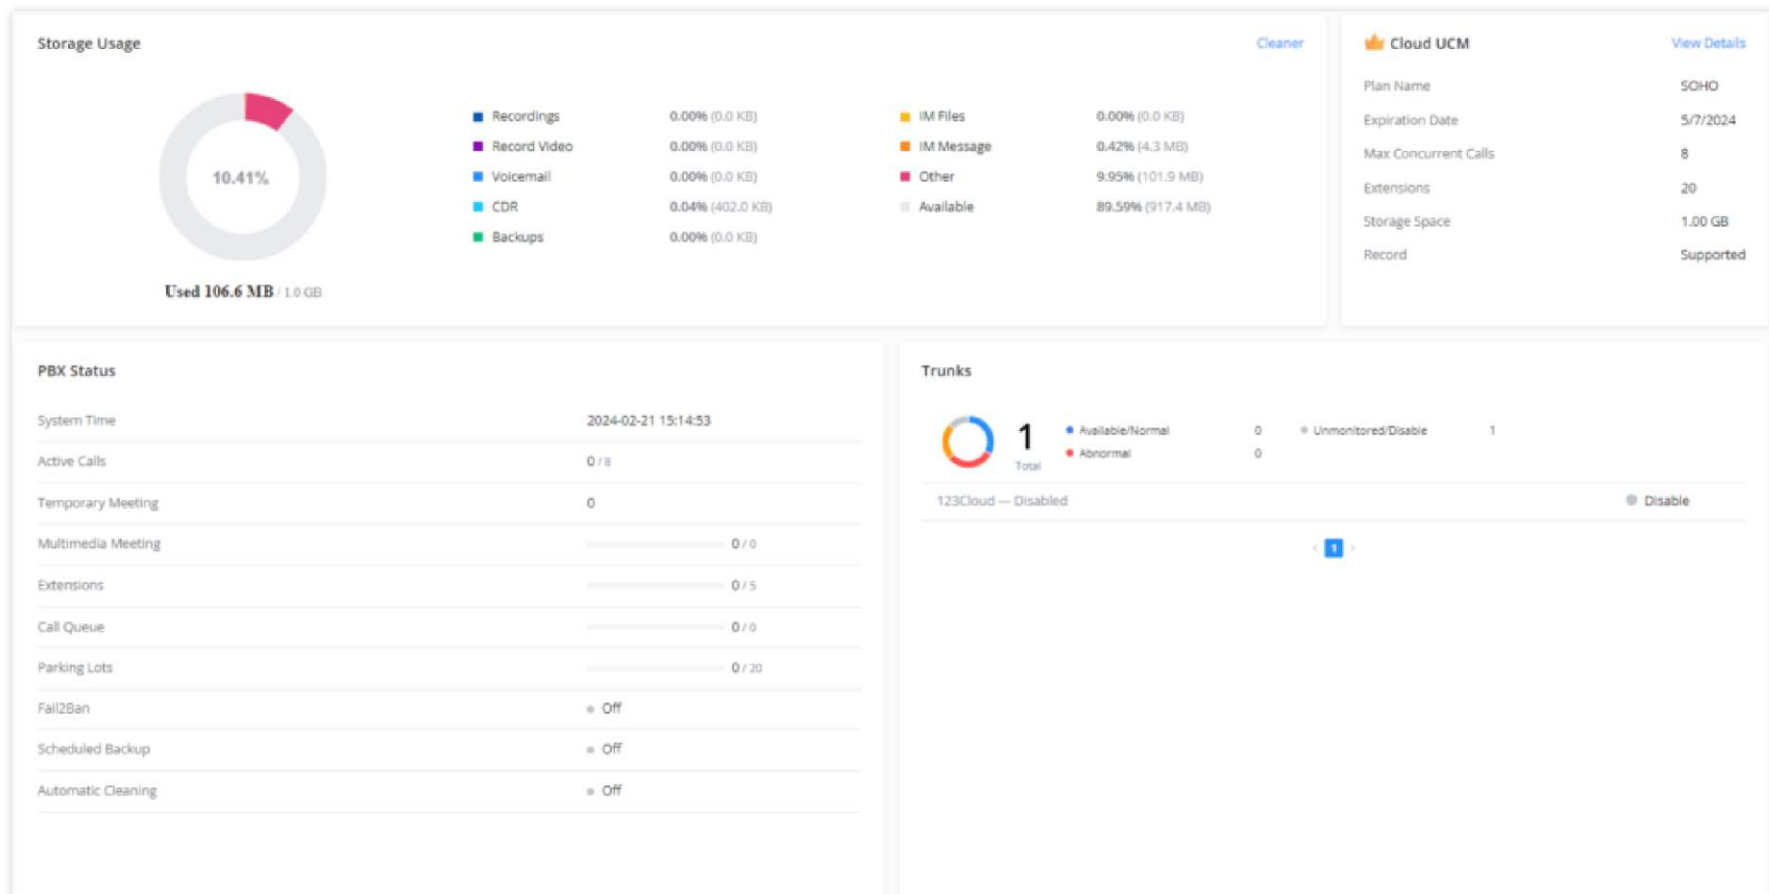 Storage Usage
Cleaner
10.41%
Used 106.6 MB / 1.0 GB
Recordings 0.00% (0.0 KB)
Record Video 0.00% (0.0 KB)
Voicemail 0.00% (0.0 KB)
CDR 0.04% (402.0 KB)
Backups 0.00% (0.0 KB)
IM Files 0.00% (0.0 KB)
IM Message 0.42% (4.3 MB)
Other 9.95% (101.9 MB)
Available 89.59% (917.4 MB)
Cloud UCM View Details
Plan Name SOHO
Expiration Date 5/7/2024
Max Concurrent Calls 8
Extensions 20
Storage Space 1.00 GB
Record Supported
PBX Status
System Time 2024-02-21 15:14:53
Active Calls 0 / 8
Temporary Meeting 0
Multimedia Meeting 0 / 0
Extensions 0 / 5
Call Queue 0 / 0
Parking Lots 0 / 20
Fail2Ban Off
Scheduled Backup Off
Automatic Cleaning Off
Trunks
1
Total
Available/Normal 0 Unmonitored/Disable 1
Abnormal 0
123Cloud --- Disabled Disable
‹ 1 ›